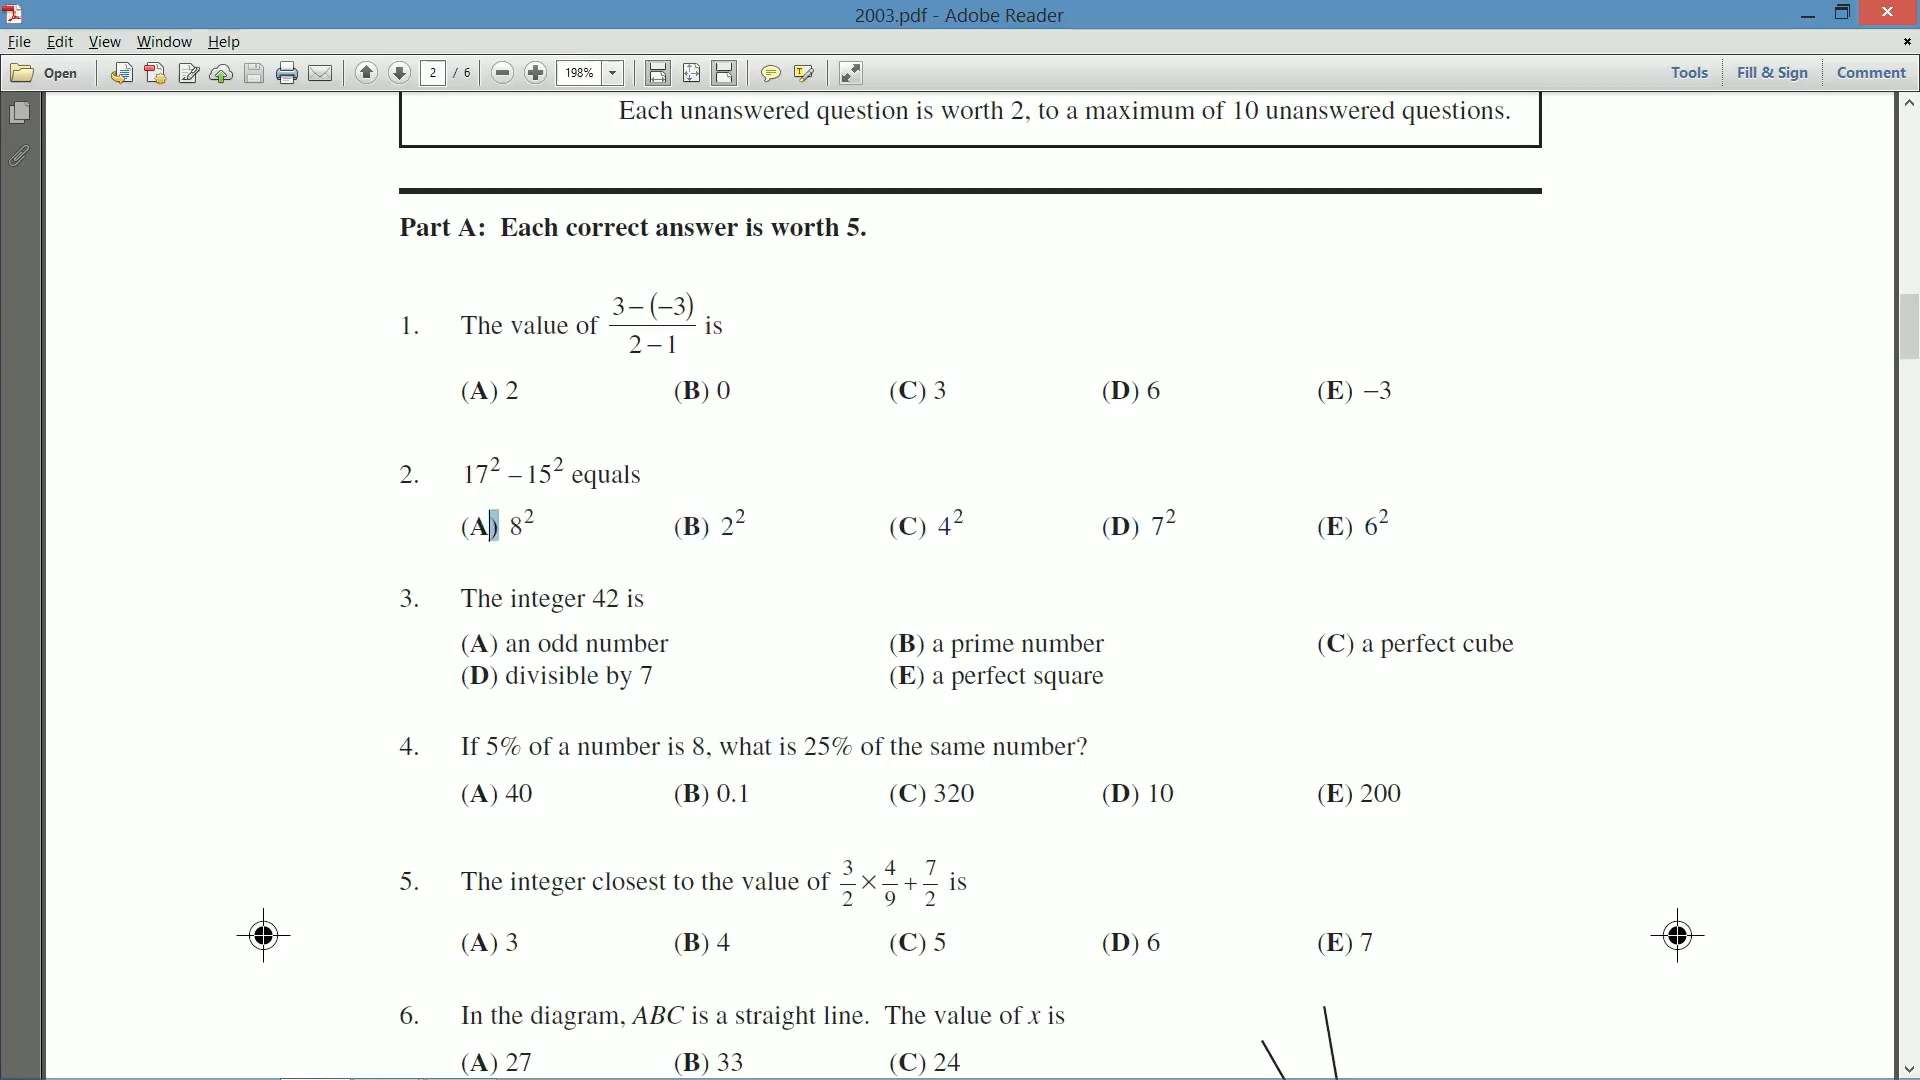 2003.pdf - Adobe Reader
File Edit View Window Help
Open 2 / 6 198% Tools Fill & Sign Comment
Each unanswered question is worth 2, to a maximum of 10 unanswered questions.
Part A: Each correct answer is worth 5.
1. The value of (3–(–3))/(2–1) is
(A) 2 (B) 0 (C) 3 (D) 6 (E) –3
2. 17² – 15² equals
(A) 8² (B) 2² (C) 4² (D) 7² (E) 6²
3. The integer 42 is
(A) an odd number (B) a prime number (C) a perfect cube
(D) divisible by 7 (E) a perfect square
4. If 5% of a number is 8, what is 25% of the same number?
(A) 40 (B) 0.1 (C) 320 (D) 10 (E) 200
5. The integer closest to the value of 3/2 × 4/9 + 7/2 is
(A) 3 (B) 4 (C) 5 (D) 6 (E) 7
6. In the diagram, ABC is a straight line. The value of x is
(A) 27 (B) 33 (C) 24